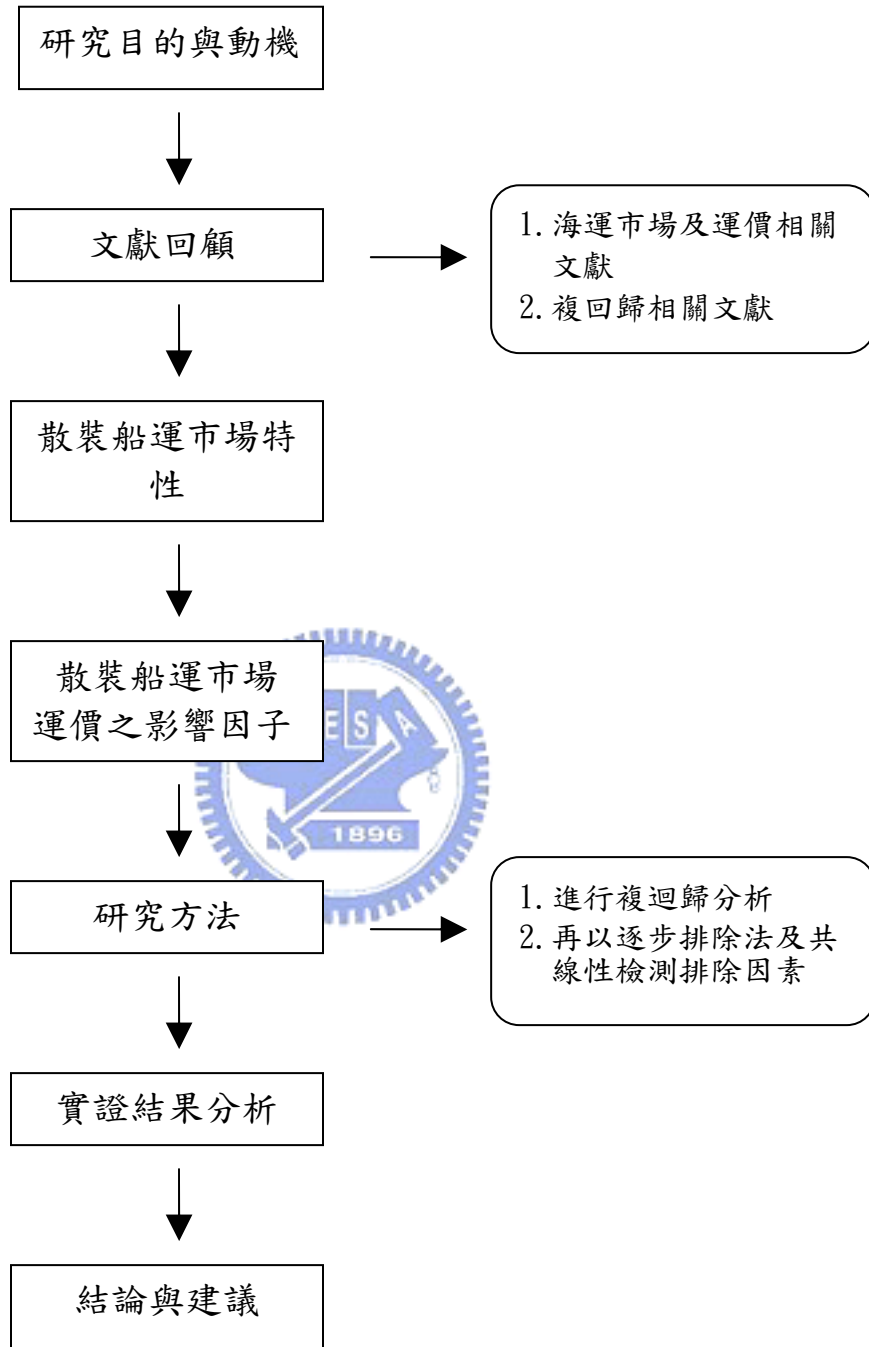 研究目的與動機
文獻回顧
1. 海運市場及運價相關
文獻
2. 複回歸相關文獻
散裝船運市場特
性
散裝船運市場
運價之影響因子
E S A
1896
研究方法
1. 進行複迴歸分析
2. 再以逐步排除法及共
線性檢測排除因素
實證結果分析
結論與建議